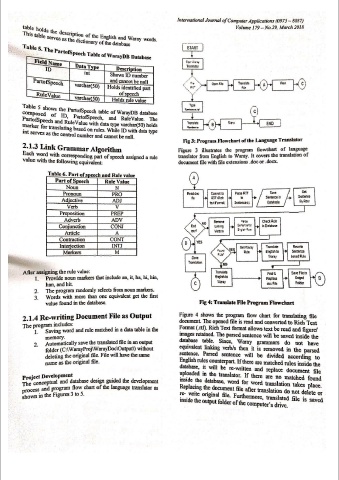 International Journal of Computer Applications (0975 – 8887)
Volume 179 – No.29, March 2018
table holds the description of the English and Waray words.
This table serves as the dictionary of the database
Table 5. The PartofSpeech Table of WarayDB Database
Field Name Data Type Description
ID int Shows ID number and cannot be null
PartofSpeech varchar(50) Holds identified part of speech
RuleValue varchar(50) Holds rule value
Table 5 shows the PartofSpeech table of WarayDB database
composed of ID, PartofSpeech, and RuleValue. The
PartofSpeech and RuleValue with data type varchar(50) holds
marker for translating based on rules. While ID with data type
int serves as the control number and cannot be null.
2.1.3 Link Grammar Algorithm
Each word with corresponding part of speech assigned a rule
value with the following equivalent.
Table 6. Part of speech and Rule value
Part of Speech Rule Value
Noun N
Pronoun PRO
Adjective ADJ
Verb V
Preposition PREP
Adverb ADV
Conjunction CONJ
Article A
Contraction CONT
Interjection INTJ
Markers M
After assigning the rule value:
1. Provide noun markers that include an, it, ha, hi, hin,
han, and hit.
2. The program randomly selects from noun markers.
3. Words with more than one equivalent get the first
value found in the database.
2.1.4 Re-writing Document File as Output
The program includes:
1. Saving word and rule matched in a data table in the
memory.
2. Automatically save the translated file in an output
folder (C:\WarayProj\WarayDoc\Output) without
deleting the original file. File will have the same
name as the original file.
Project Development
The conceptual and database design guided the development
process and program flow chart of the language translator as
shown in the Figures 3 to 5.
START
END
Fig 3: Program Flowchart of the Language Translator
Figure 3 illustrates the program flowchart of language
translator from English to Waray. It covers the translation of
document file with file extensions .doc or .docx.
A
YES
Fig 4: Translate File Program Flowchart
Figure 4 shows the program flow chart for translating file
document. The opened file is read and converted to Rich Text
Format (.rtf). Rich Text format allows text be read and figure/
images retained. The parsed sentence will be saved inside the
database table. Since, Waray grammars do not have
equivalent linking verb/s then it is removed in the parsed
sentence. Parsed sentence will be divided according to
English rules counterpart. If there are matched rules inside the
database, it will be re-written and replace document file
uploaded in the translator. If there are no matched found
inside the database, word for word translation takes place.
Replacing the document file after translation do not delete or
re- write original file. Furthermore, translated file is saved
inside the output folder of the computer's drive.